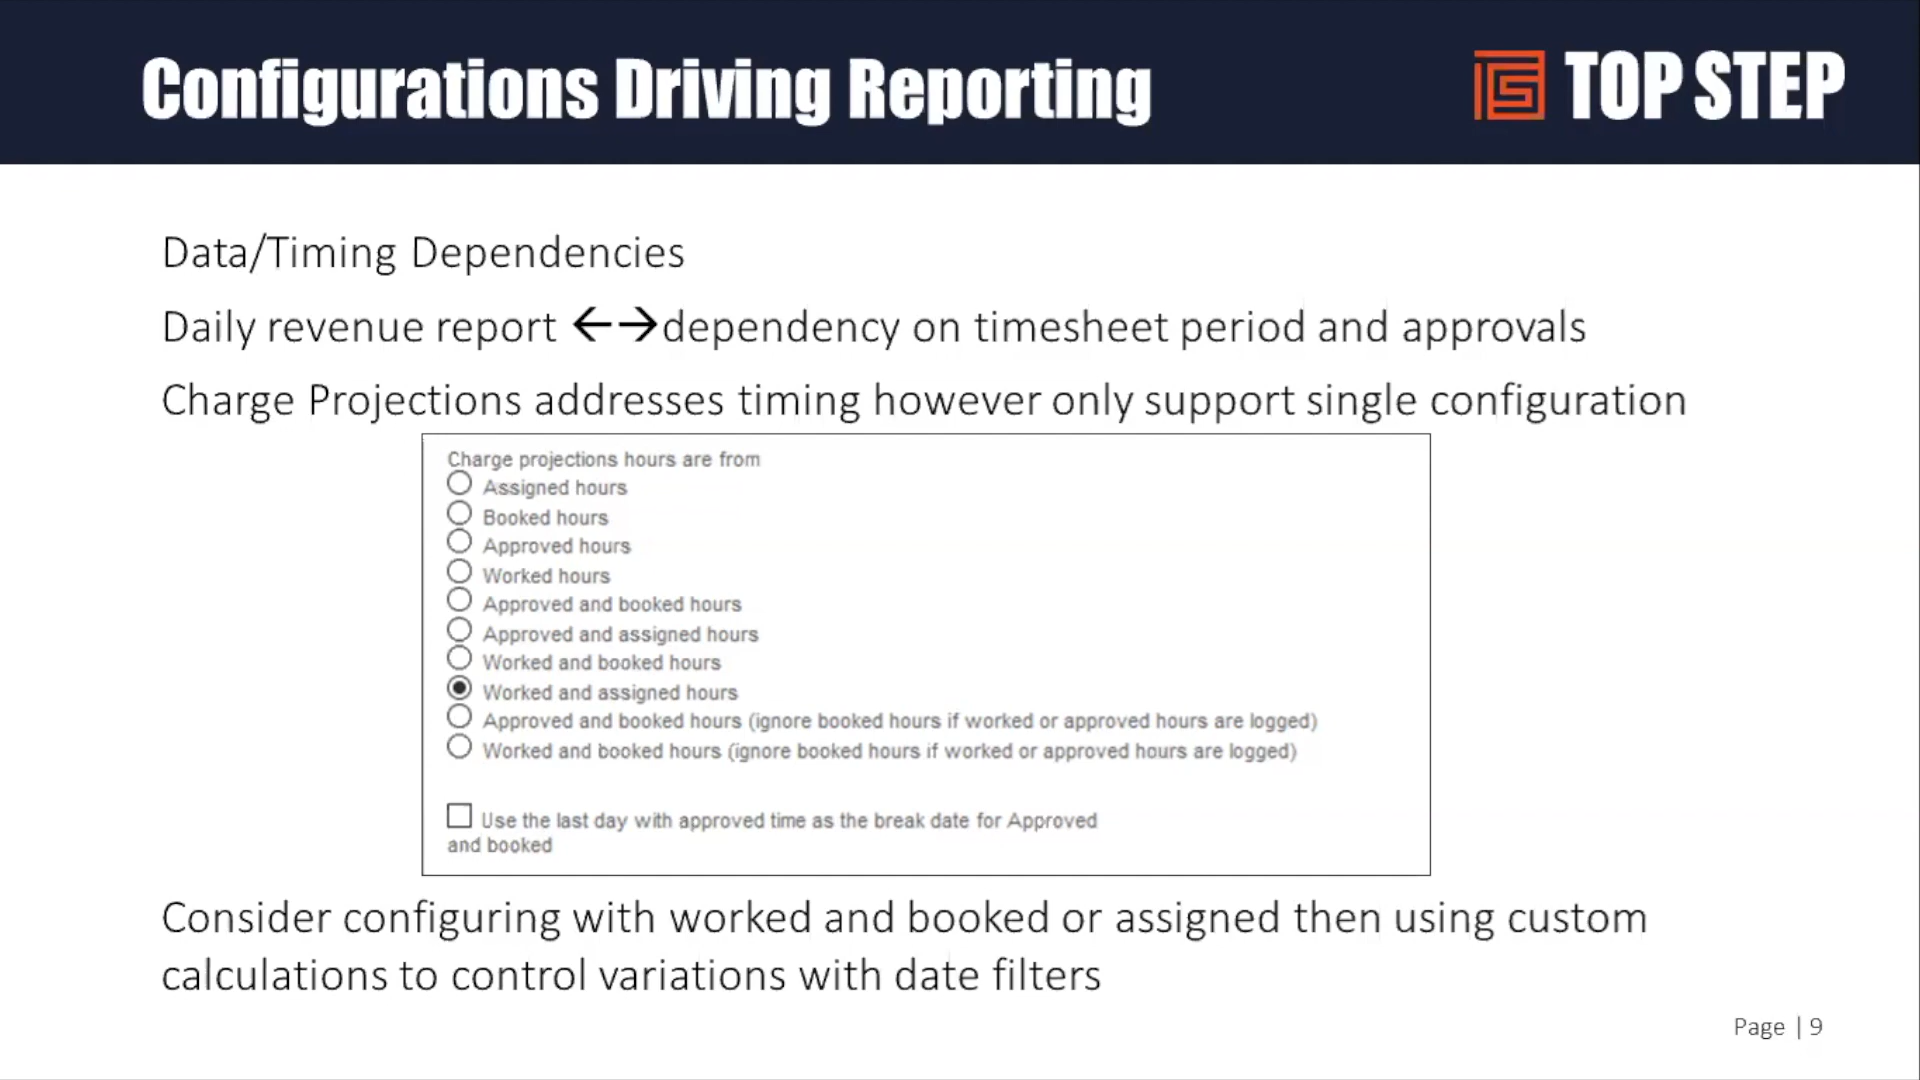 Configurations Driving Reporting
TOP STEP
Data/Timing Dependencies
Daily revenue report ←→dependency on timesheet period and approvals
Charge Projections addresses timing however only support single configuration
Charge projections hours are from
Assigned hours
Booked hours
Approved hours
Worked hours
Approved and booked hours
Approved and assigned hours
Worked and booked hours
Worked and assigned hours
Approved and booked hours (ignore booked hours if worked or approved hours are logged)
Worked and booked hours (ignore booked hours if worked or approved hours are logged)
Use the last day with approved time as the break date for Approved
and booked
Consider configuring with worked and booked or assigned then using custom
calculations to control variations with date filters
Page | 9